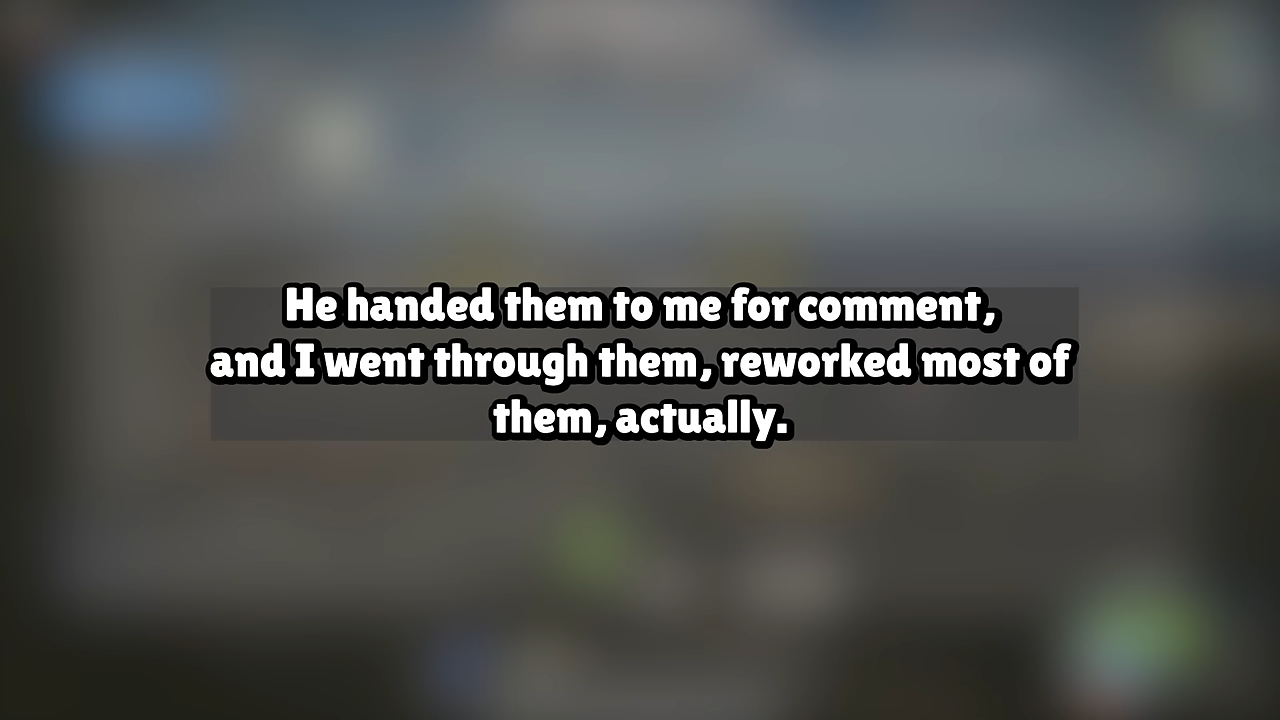 He handed them to me for comment,
and I went through them, reworked most of
them, actually.